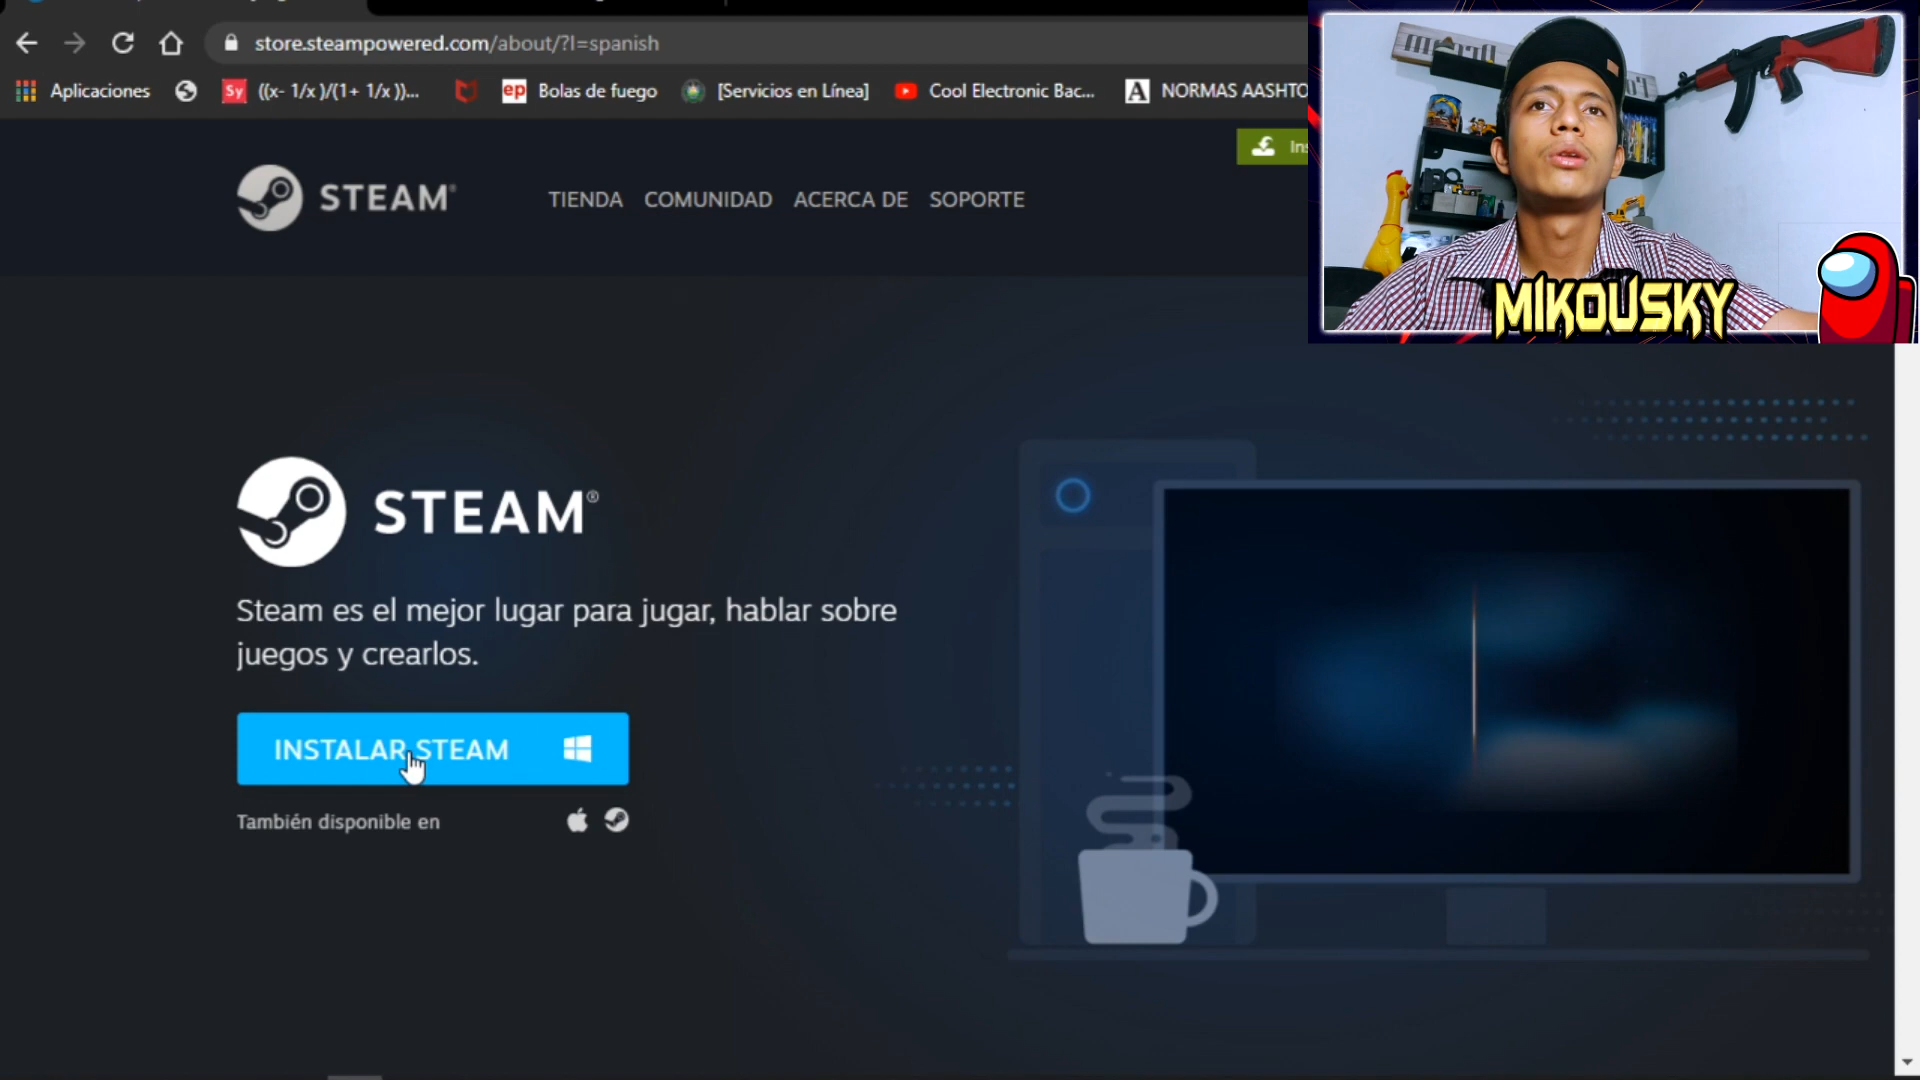 store.steampowered.com/about/?l=spanish
Aplicaciones
Sy ((x- 1/x )/(1+ 1/x ))...
ep Bolas de fuego
[Servicios en Línea]
Cool Electronic Bac...
A NORMAS AASHTO
STEAM®
TIENDA COMUNIDAD ACERCA DE SOPORTE
MIKOUSKY
STEAM®
Steam es el mejor lugar para jugar, hablar sobre
juegos y crearlos.
INSTALAR STEAM
También disponible en